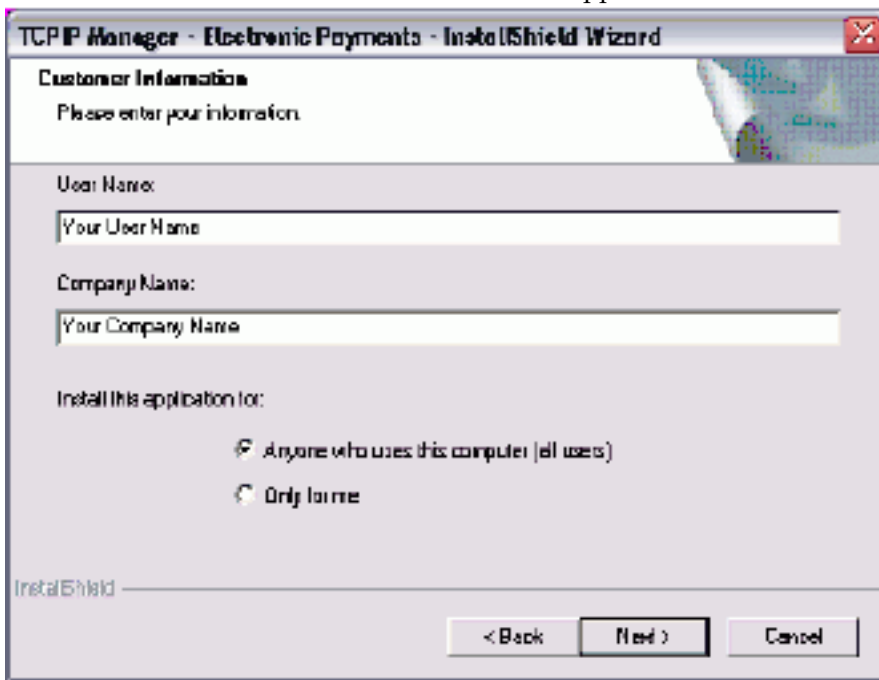 TCPIP Manager - Electronic Payments - InstallShield Wizard
Customer Information
Please enter your information.
User Name:
Your User Name
Company Name:
Your Company Name
Install this application for:
Anyone who uses this computer (all users)
Only for me
InstallShield
< Back
Next >
Cancel